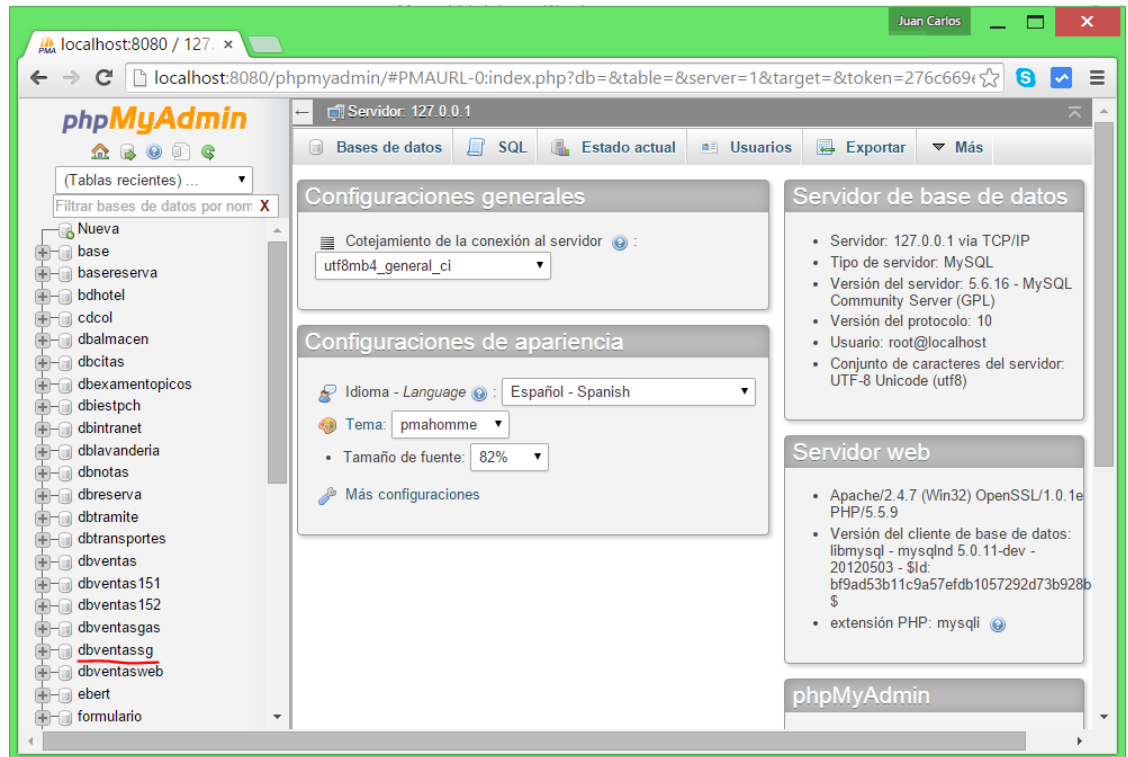 Juan Carlos
localhost:8080 / 127.
localhost:8080/phpmyadmin/#PMAURL-0:index.php?db=&table=&server=1&target=&token=276c669
phpMyAdmin
(Tablas recientes) ...
Filtrar bases de datos por nom X
Nueva
base
basereserva
bdhotel
cdcol
dbalmacen
dbcitas
dbexamentopicos
dbiestpch
dbintranet
dblavanderia
dbnotas
dbreserva
dbtramite
dbtransportes
dbventas
dbventas151
dbventas152
dbventasgas
dbventassg
dbventasweb
ebert
formulario
Servidor: 127.0.0.1
Bases de datos SQL Estado actual Usuarios Exportar Más
Configuraciones generales
Cotejamiento de la conexión al servidor :
utf8mb4_general_ci
Configuraciones de apariencia
Idioma - Language : Español - Spanish
Tema: pmahomme
• Tamaño de fuente: 82%
Más configuraciones
Servidor de base de datos
• Servidor: 127.0.0.1 via TCP/IP
• Tipo de servidor: MySQL
• Versión del servidor: 5.6.16 - MySQL
Community Server (GPL)
• Versión del protocolo: 10
• Usuario: root@localhost
• Conjunto de caracteres del servidor:
UTF-8 Unicode (utf8)
Servidor web
• Apache/2.4.7 (Win32) OpenSSL/1.0.1e
PHP/5.5.9
• Versión del cliente de base de datos:
libmysql - mysqlnd 5.0.11-dev -
20120503 - $Id:
bf9ad53b11c9a57efdb1057292d73b928b
$
• extensión PHP: mysqli
phpMyAdmin